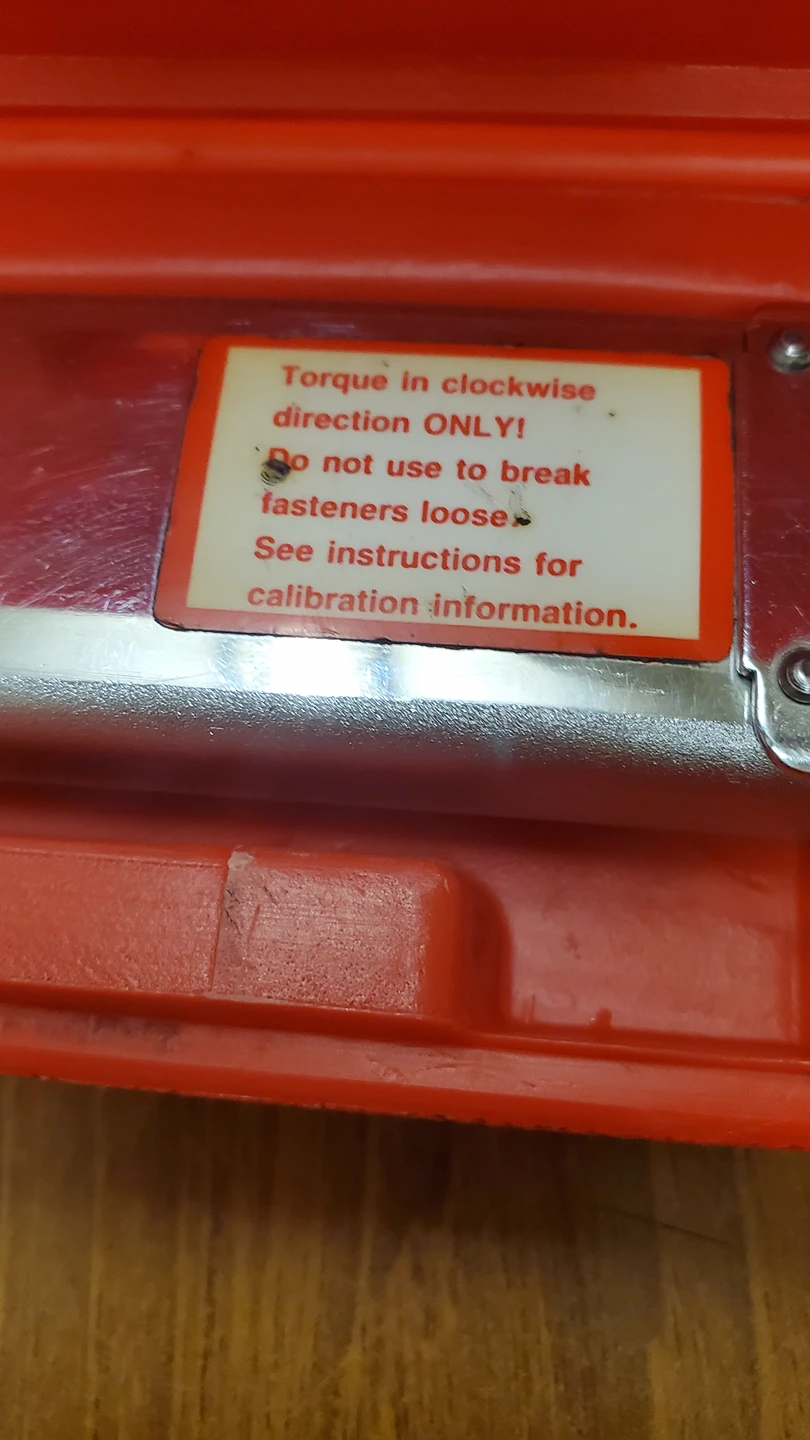 Torque in clockwise
direction ONLY!
Do not use to break
fasteners loose.
See instructions for
calibration information.